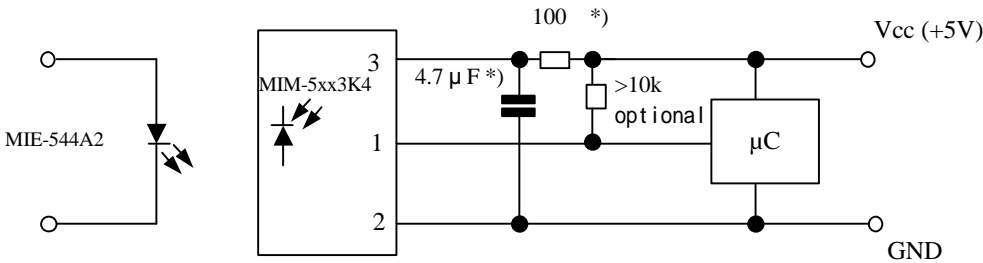 100 *)
Vcc (+5V)
3
4.7 µ F *)
MIM-5xx3K4
>10k
optional
MIE-544A2
1
µC
2
GND